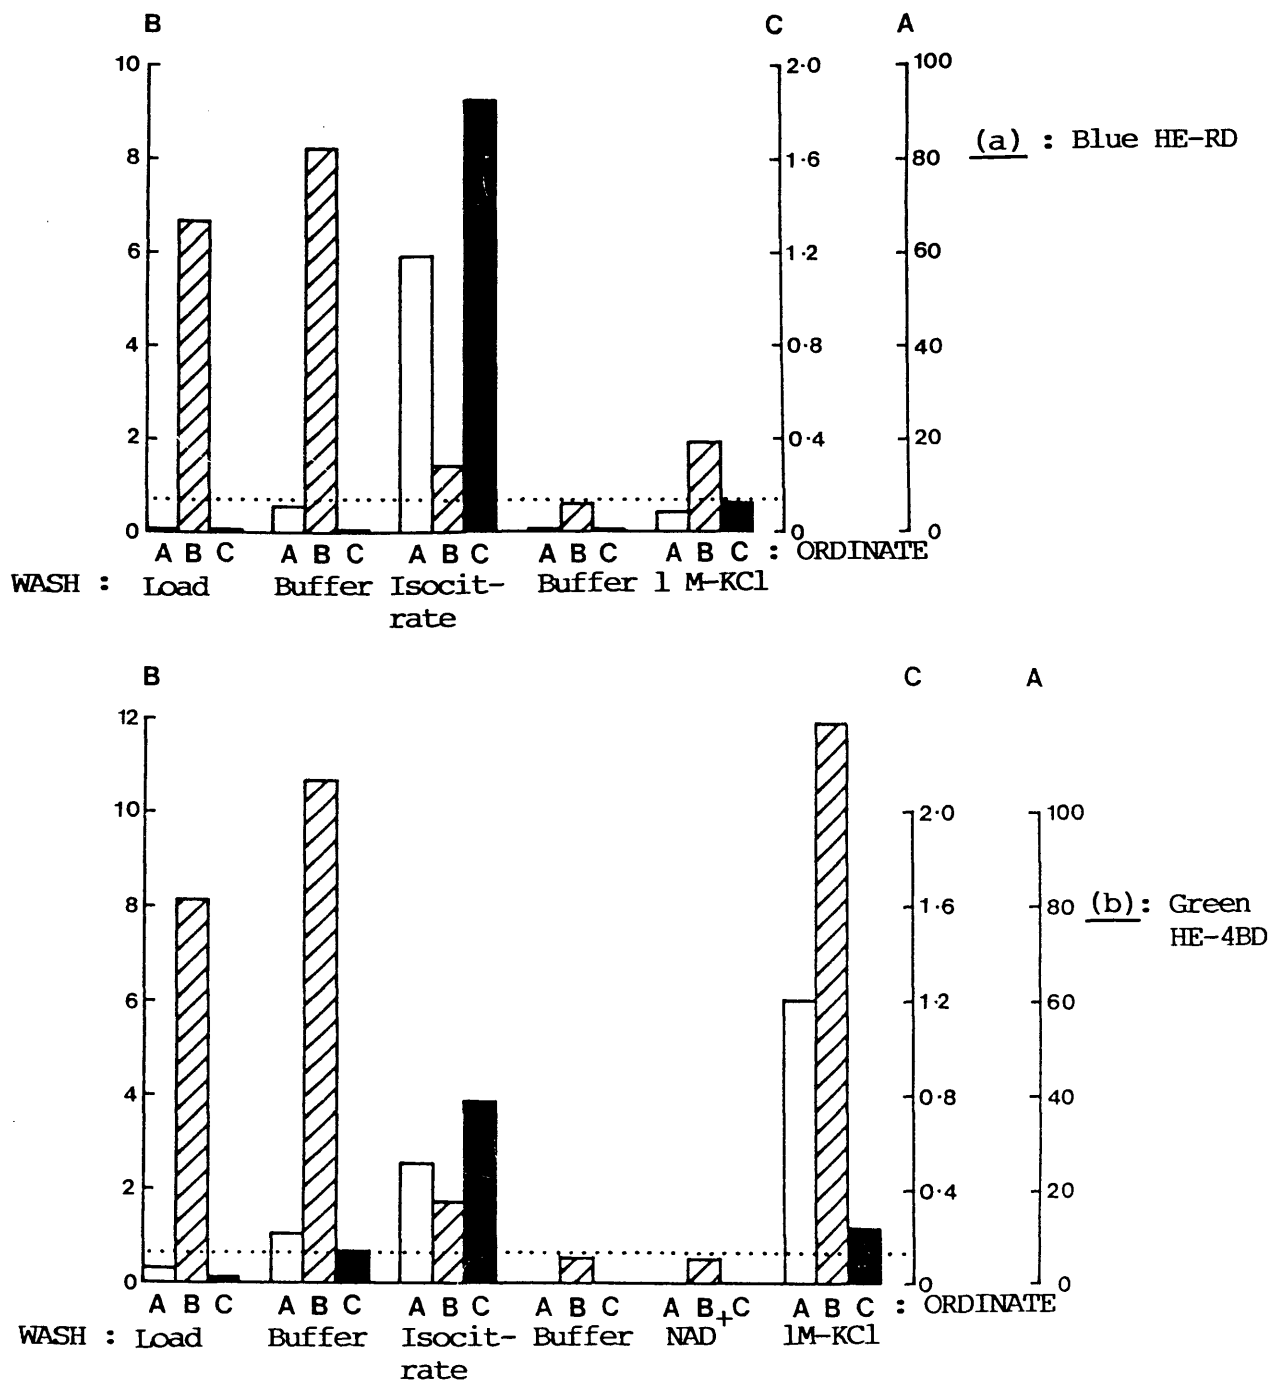 B C A
10 2·0 100
(a) : Blue HE-RD
8 1·6 80
6 1·2 60
4 0·8 40
2 0·4 20
0 0 0
A B C A B C A B C A B C A B C : ORDINATE
WASH : Load Buffer Isocit- Buffer 1 M-KCl
rate
B C A
12
10 2·0 100
8 1·6 80 (b): Green
HE-4BD
6 1·2 60
4 0·8 40
2 0·4 20
0 0 0
A B C A B C A B C A B C A B C A B C : ORDINATE
WASH : Load Buffer Isocit- Buffer NAD+ 1M-KCl
rate